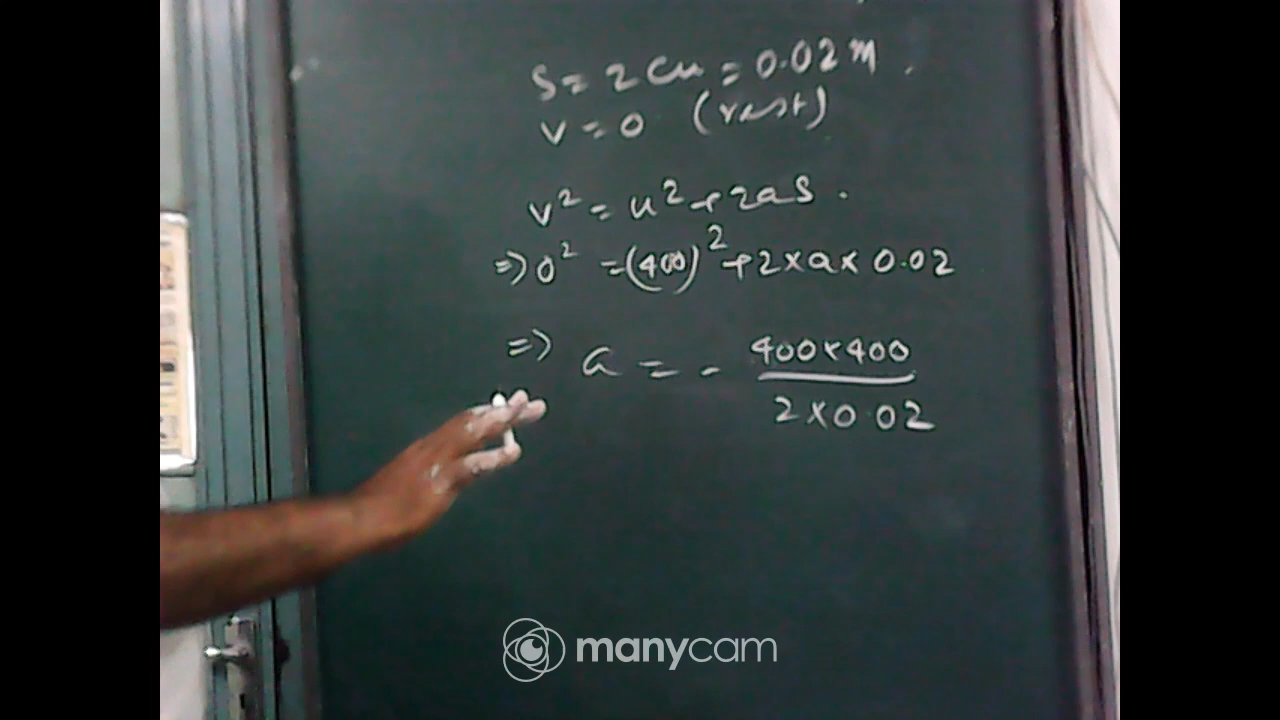 S = 2 cm = 0.02 m.
v = 0 (rest)
v² = u² + 2as.
⇒ 0² = (400)² + 2 × a × 0.02
⇒ a = - 400 × 400 / 2 × 0.02
manycam